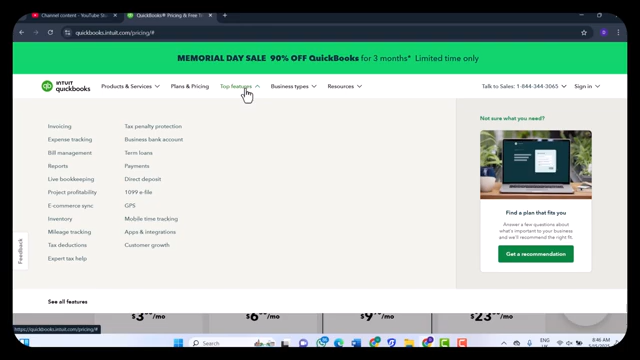 Channel content - YouTube St
QuickBooks® Pricing & Free T
quickbooks.intuit.com/pricing/#
MEMORIAL DAY SALE 90% OFF QuickBooks for 3 months* Limited time only
INTUIT quickbooks
Products & Services
Plans & Pricing
Top features
Business types
Resources
Talk to Sales: 1-844-344-3065
Sign in
Invoicing
Expense tracking
Bill management
Reports
Live bookkeeping
Project profitability
E-commerce sync
Inventory
Mileage tracking
Tax deductions
Expert tax help
Tax penalty protection
Business bank account
Term loans
Payments
Direct deposit
1099 e-file
GPS
Mobile time tracking
Apps & integrations
Customer growth
Not sure what you need?
Find a plan that fits you
Answer a few questions about
what's important to your business
and we'll recommend the right fit.
Get a recommendation
Feedback
See all features
/mo
/mo
/mo
/mo
https://quickbooks.intuit.com/pricing/#
Search
ENG
8:46 AM